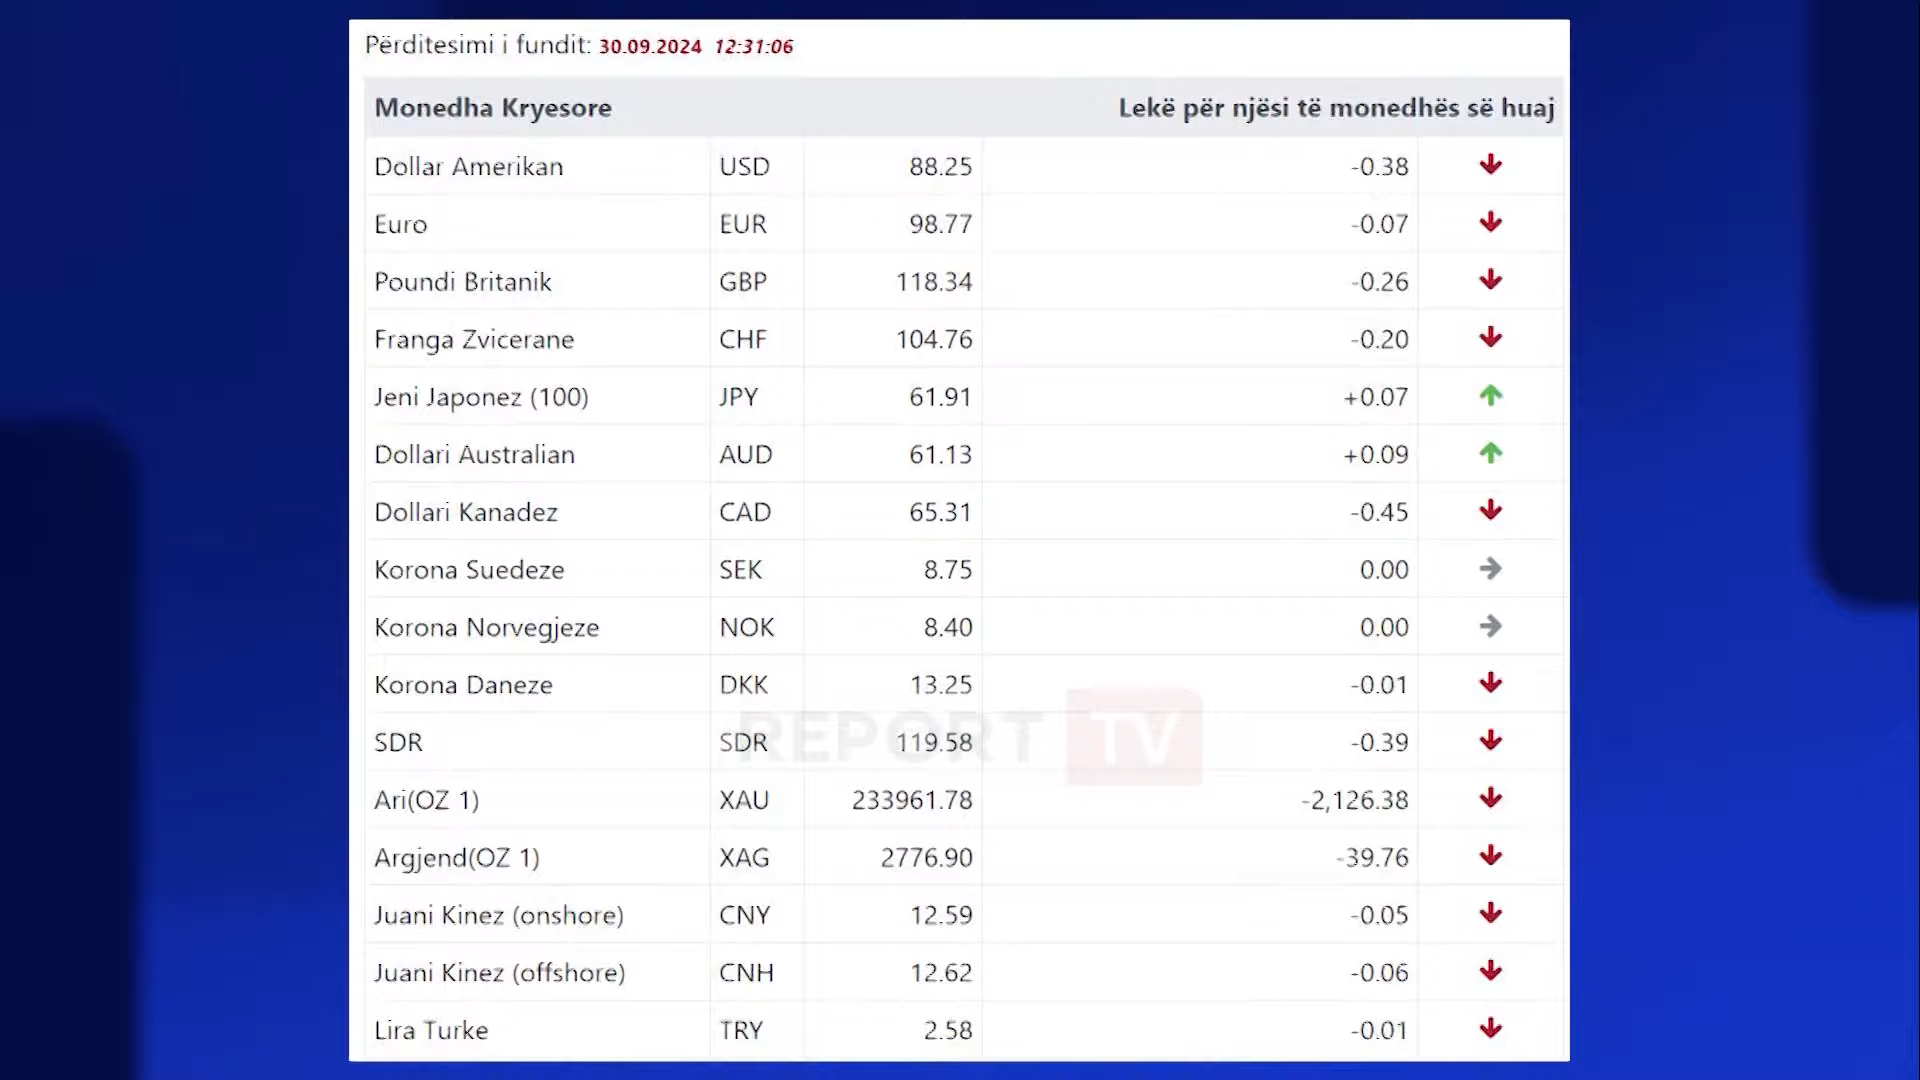 Përditesimi i fundit: 30.09.2024 12:31:06
Monedha Kryesore Lekë për njësi të monedhës së huaj
Dollar Amerikan USD 88.25 -0.38
Euro EUR 98.77 -0.07
Poundi Britanik GBP 118.34 -0.26
Franga Zvicerane CHF 104.76 -0.20
Jeni Japonez (100) JPY 61.91 +0.07
Dollari Australian AUD 61.13 +0.09
Dollari Kanadez CAD 65.31 -0.45
Korona Suedeze SEK 8.75 0.00
Korona Norvegjeze NOK 8.40 0.00
Korona Daneze DKK 13.25 -0.01
SDR SDR 119.58 -0.39
REPORT TV
Ari(OZ 1) XAU 233961.78 -2,126.38
Argjend(OZ 1) XAG 2776.90 -39.76
Juani Kinez (onshore) CNY 12.59 -0.05
Juani Kinez (offshore) CNH 12.62 -0.06
Lira Turke TRY 2.58 -0.01